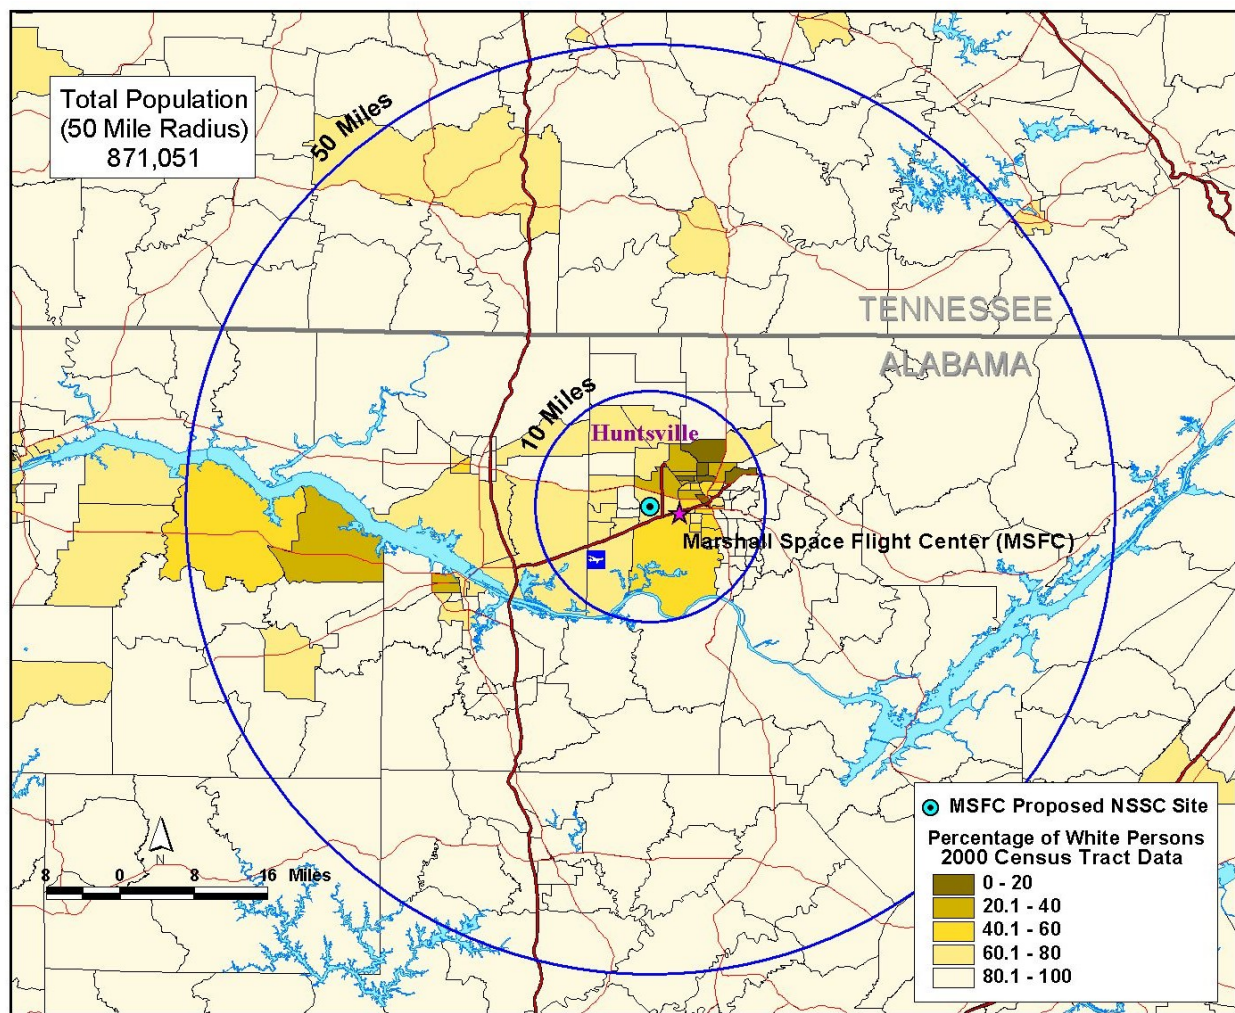 Total Population
(50 Mile Radius)
871,051
50 Miles
TENNESSEE
ALABAMA
10 Miles
Huntsville
Marshall Space Flight Center (MSFC)
N
8 0 8 16 Miles
MSFC Proposed NSSC Site
Percentage of White Persons
2000 Census Tract Data
0 - 20
20.1 - 40
40.1 - 60
60.1 - 80
80.1 - 100